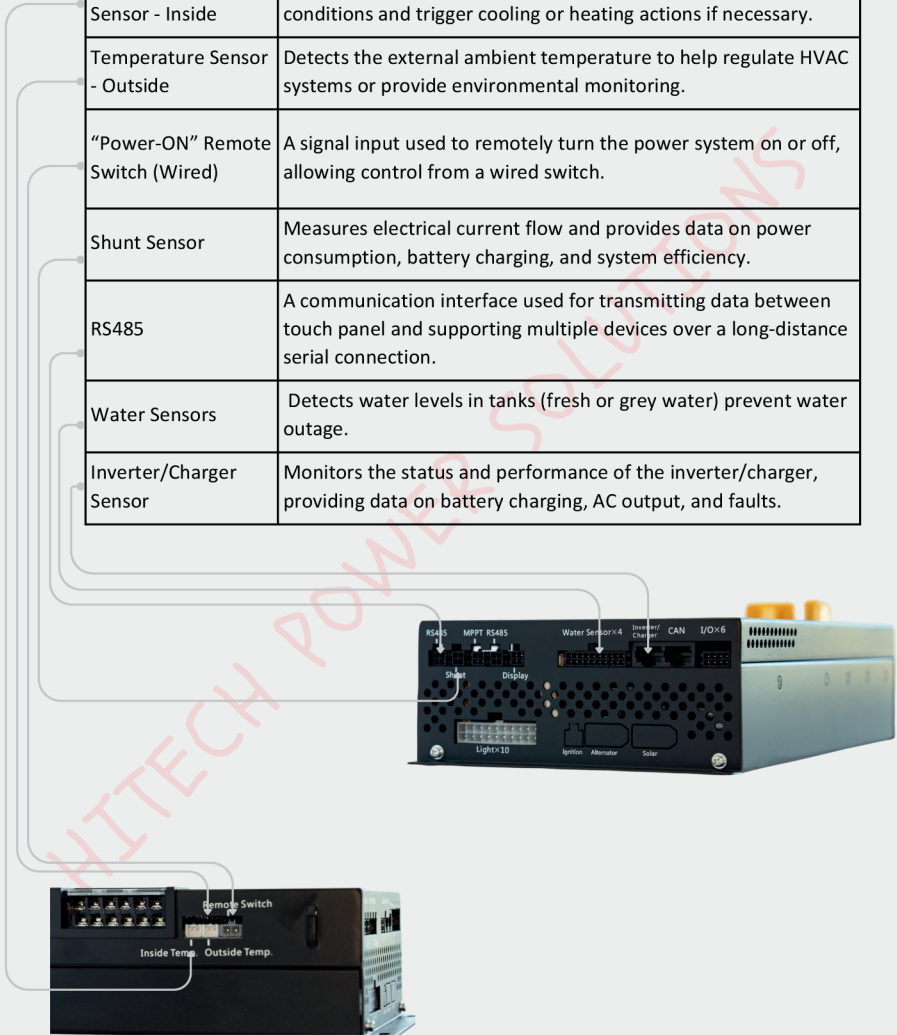 Sensor - Inside
conditions and trigger cooling or heating actions if necessary.
Temperature Sensor
- Outside
Detects the external ambient temperature to help regulate HVAC
systems or provide environmental monitoring.
“Power-ON” Remote
Switch (Wired)
A signal input used to remotely turn the power system on or off,
allowing control from a wired switch.
Shunt Sensor
Measures electrical current flow and provides data on power
consumption, battery charging, and system efficiency.
RS485
A communication interface used for transmitting data between
touch panel and supporting multiple devices over a long-distance
serial connection.
Water Sensors
Detects water levels in tanks (fresh or grey water) prevent water
outage.
Inverter/Charger
Sensor
Monitors the status and performance of the inverter/charger,
providing data on battery charging, AC output, and faults.
HITECH POWER SOLUTIONS
RS485 MPPT RS485 Water Sensor×4 Inverter/
Charger CAN I/O×6
Shunt Display
Light×10
Ignition Alternator Solar
Remote Switch
Inside Temp. Outside Temp.